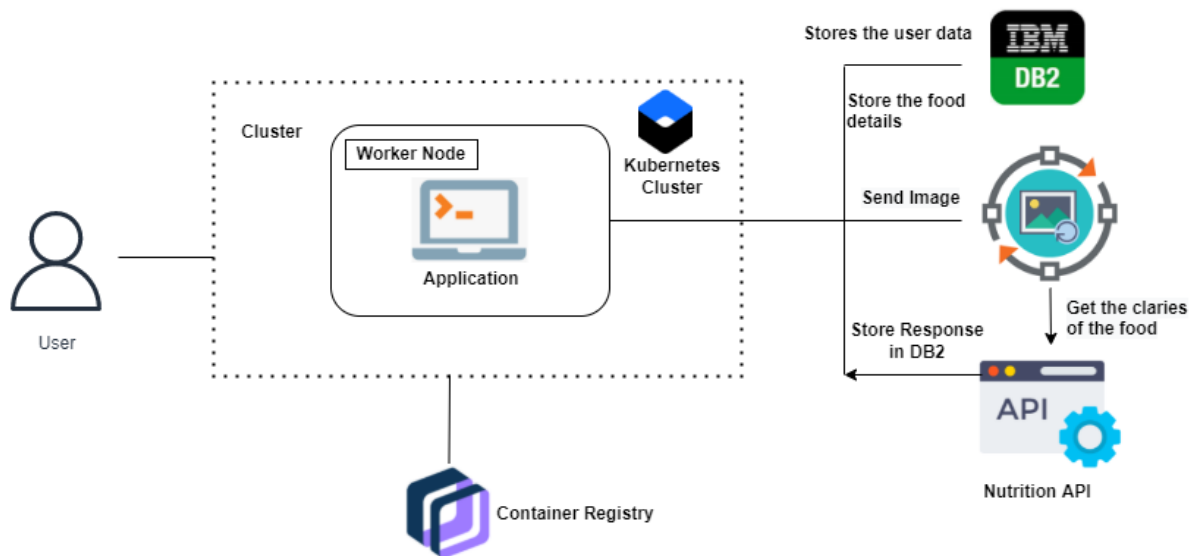 Stores the user data
IBM
DB2
Store the food
details
Cluster
Worker Node
Kubernetes
Cluster
Send Image
Application
User
Get the claries
of the food
Store Response
in DB2
API
Nutrition API
Container Registry